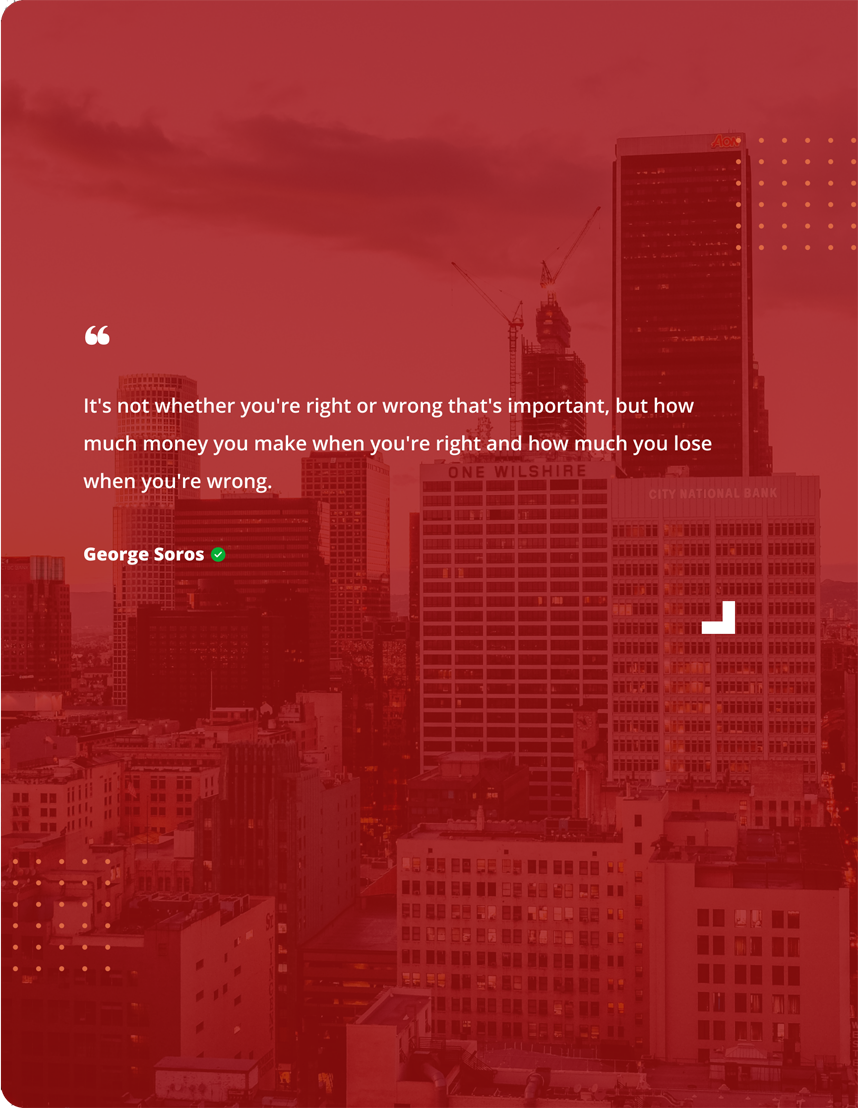 Aon
❝
It's not whether you're right or wrong that's important, but how
much money you make when you're right and how much you lose
when you're wrong.
ONE WILSHIRE
CITY NATIONAL BANK
George Soros